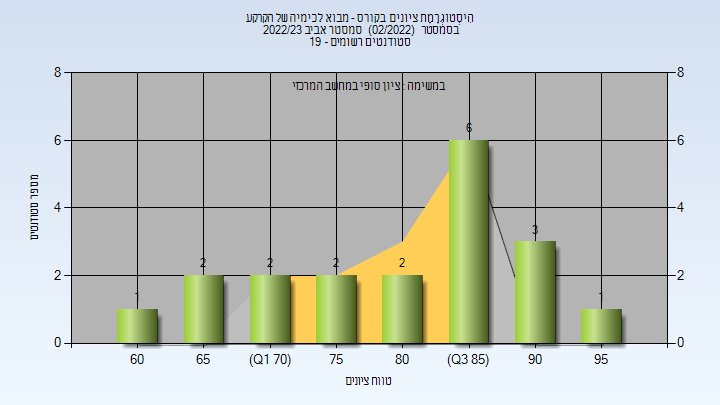 היסטוגרמת ציונים בקורס - מבוא לכימיה של הקרקע
בסמסטר (02/2022) סמסטר אביב 2022/23
סטודנטים רשומים - 19
במשימה : ציון סופי במחשב המרכזי
מספר סטודנטים
8 8
6 6
4 4
2 2
0 0
1 2 2 2 2 6 3 1
60 65 (Q1 70) 75 80 (Q3 85) 90 95
טווח ציונים